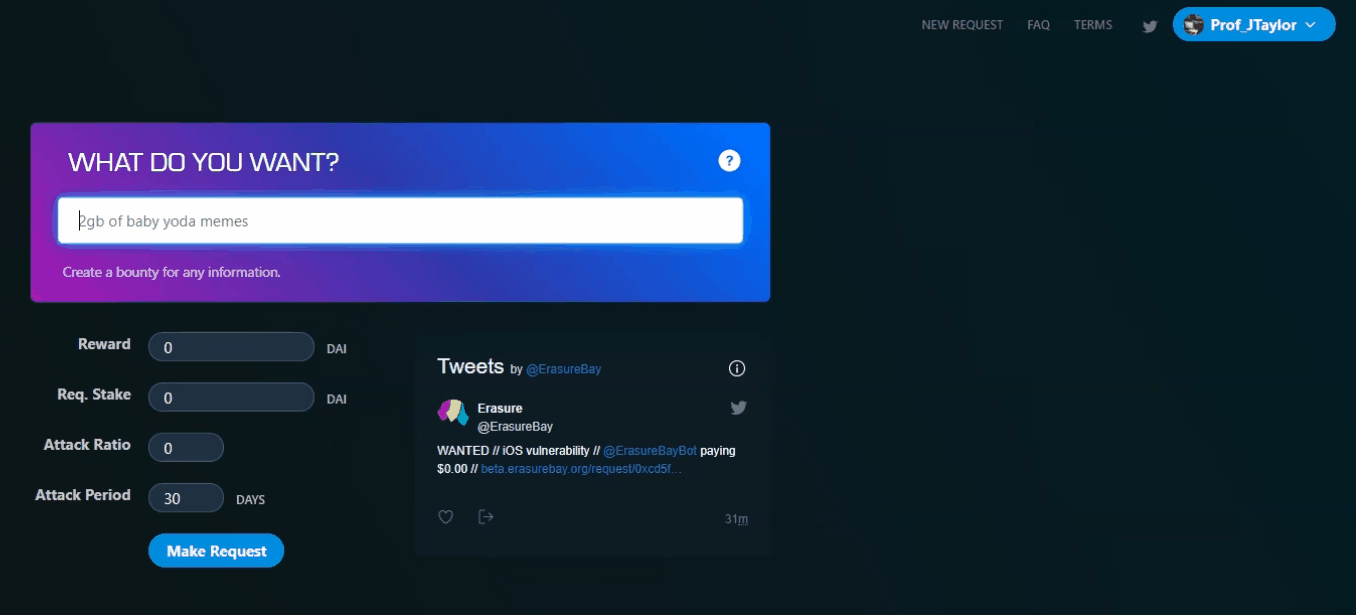 NEW REQUEST FAQ TERMS Prof_JTaylor
WHAT DO YOU WANT? ?
2gb of baby yoda memes
Create a bounty for any information.
Reward 0 DAI
Req. Stake 0 DAI
Attack Ratio 0
Attack Period 30 DAYS
Make Request
Tweets by @ErasureBay
Erasure
@ErasureBay
WANTED // iOS vulnerability // @ErasureBayBot paying
$0.00 // beta.erasurebay.org/request/0xcd5f…
31m